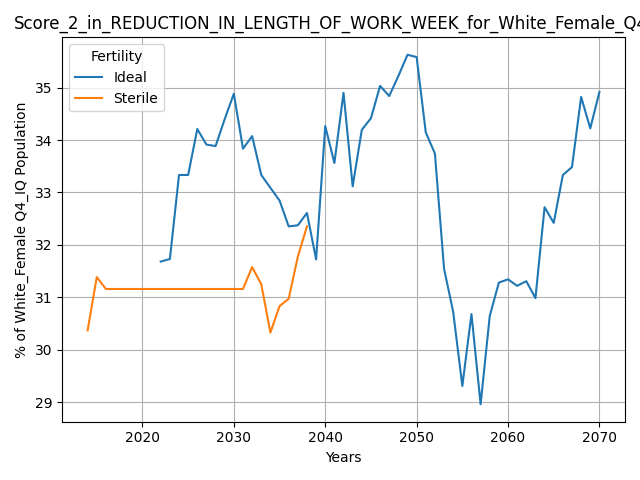 Score_2_in_REDUCTION_IN_LENGTH_OF_WORK_WEEK_for_White_Female_Q4
Fertility
Ideal
Sterile
% of White_Female Q4_IQ Population
35
34
33
32
31
30
29
2020
2030
2040
2050
2060
2070
Years